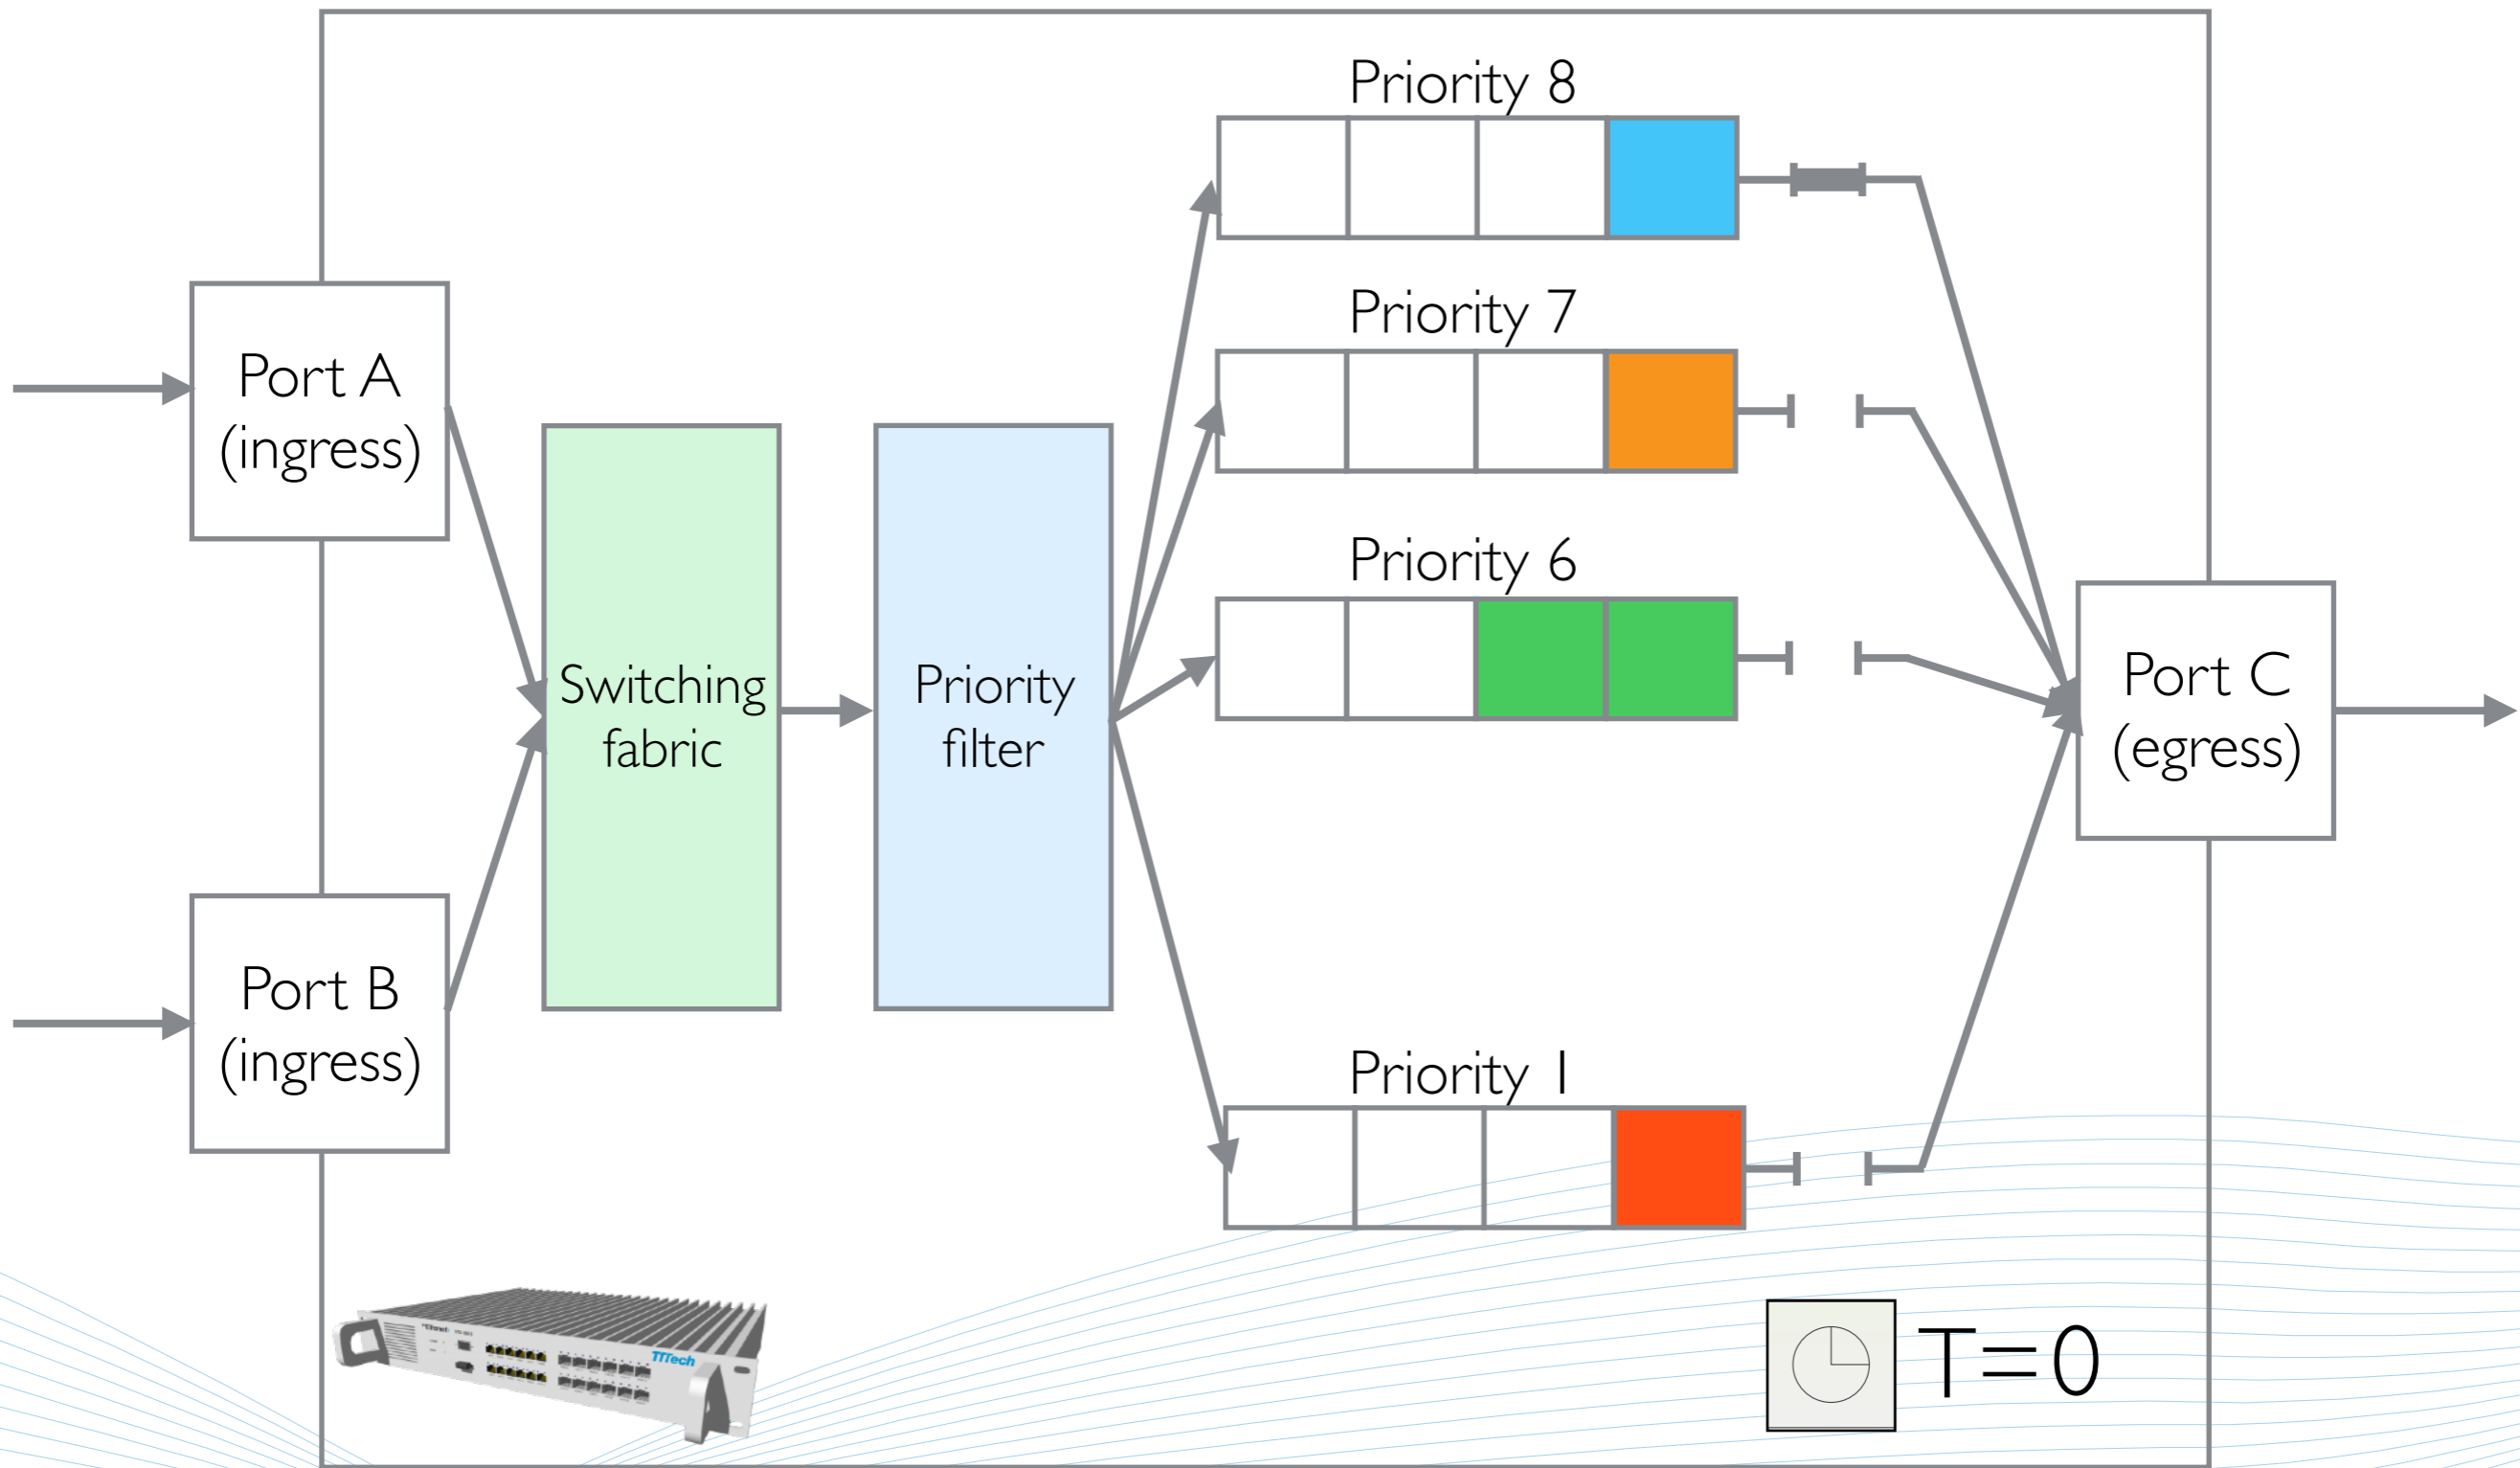 Priority 8
Priority 7
Port A
(ingress)
Priority 6
Switching
fabric
Priority
filter
Port C
(egress)
Port B
(ingress)
Priority 1
TTTech
T=0